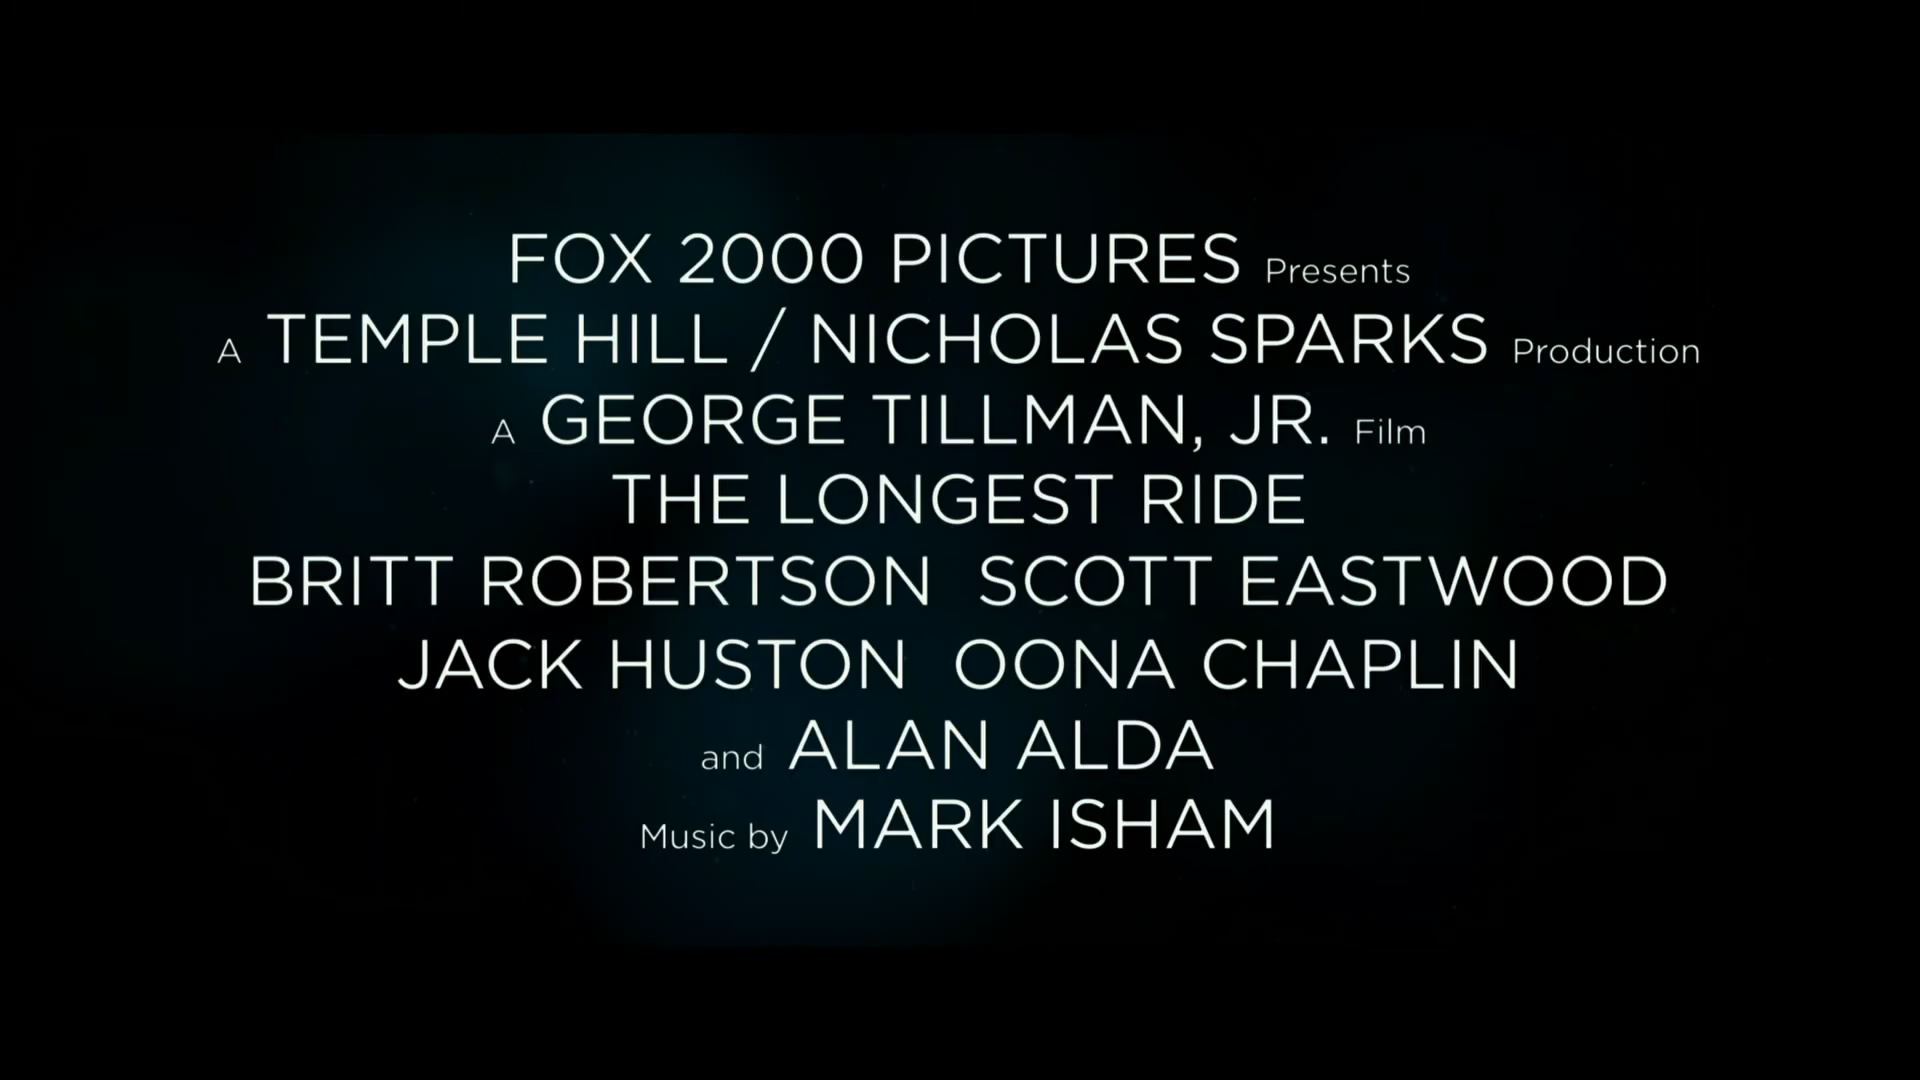 FOX 2000 PICTURES Presents
A TEMPLE HILL / NICHOLAS SPARKS Production
A GEORGE TILLMAN, JR. Film
THE LONGEST RIDE
BRITT ROBERTSON SCOTT EASTWOOD
JACK HUSTON OONA CHAPLIN
and ALAN ALDA
Music by MARK ISHAM